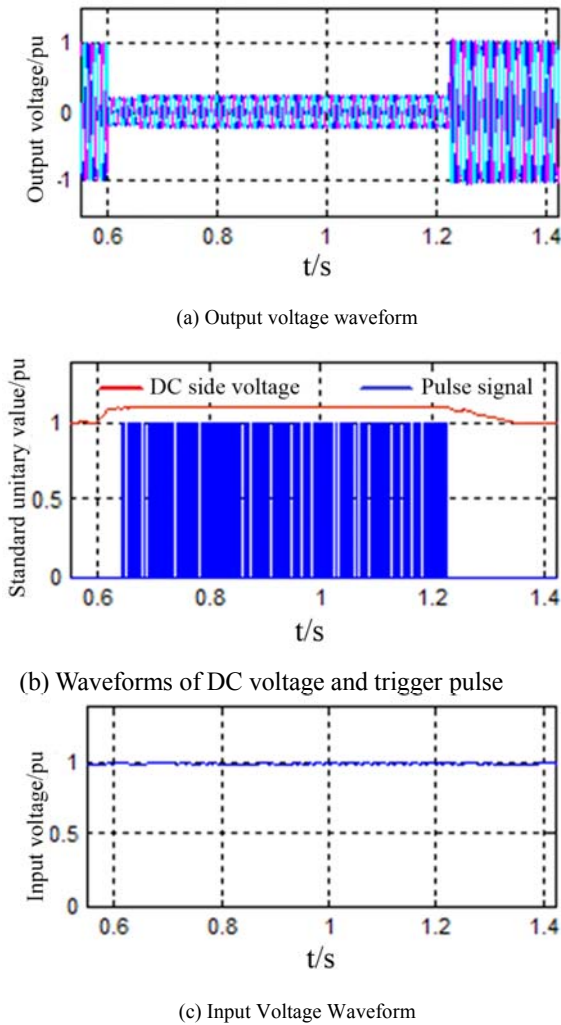 Output voltage/pu
1
0
-1
0.6 0.8 1 1.2 1.4
t/s
(a) Output voltage waveform
Standard unitary value/pu
DC side voltage Pulse signal
1
0.5
0
0.6 0.8 1 1.2 1.4
t/s
(b) Waveforms of DC voltage and trigger pulse
Input voltage/pu
1
0.5
0
0.6 0.8 1 1.2 1.4
t/s
(c) Input Voltage Waveform